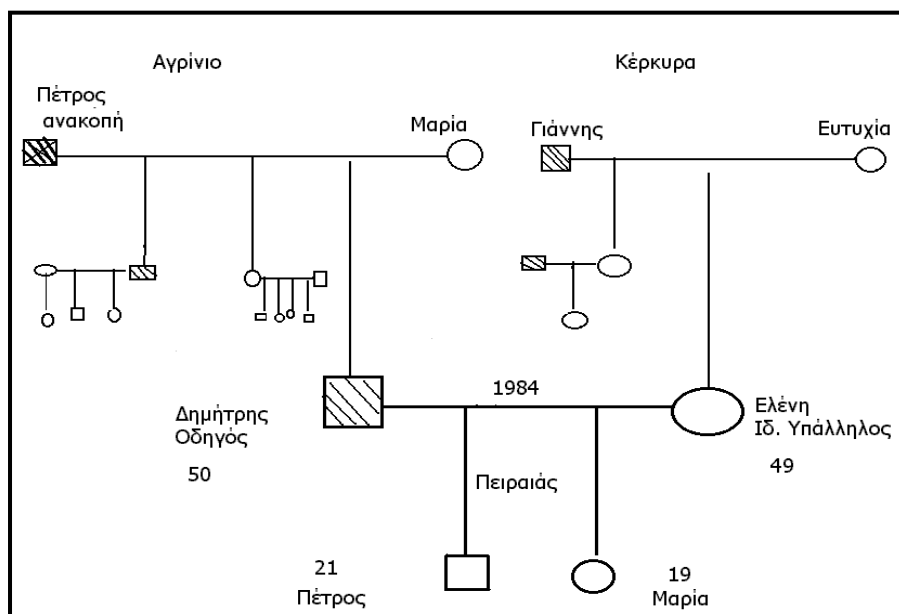 Αγρίνιο
Κέρκυρα
Πέτρος
ανακοπή
Μαρία
Γιάννης
Ευτυχία
1984
Δημήτρης
Οδηγός
50
Ελένη
Ιδ. Υπάλληλος
49
Πειραιάς
21
Πέτρος
19
Μαρία